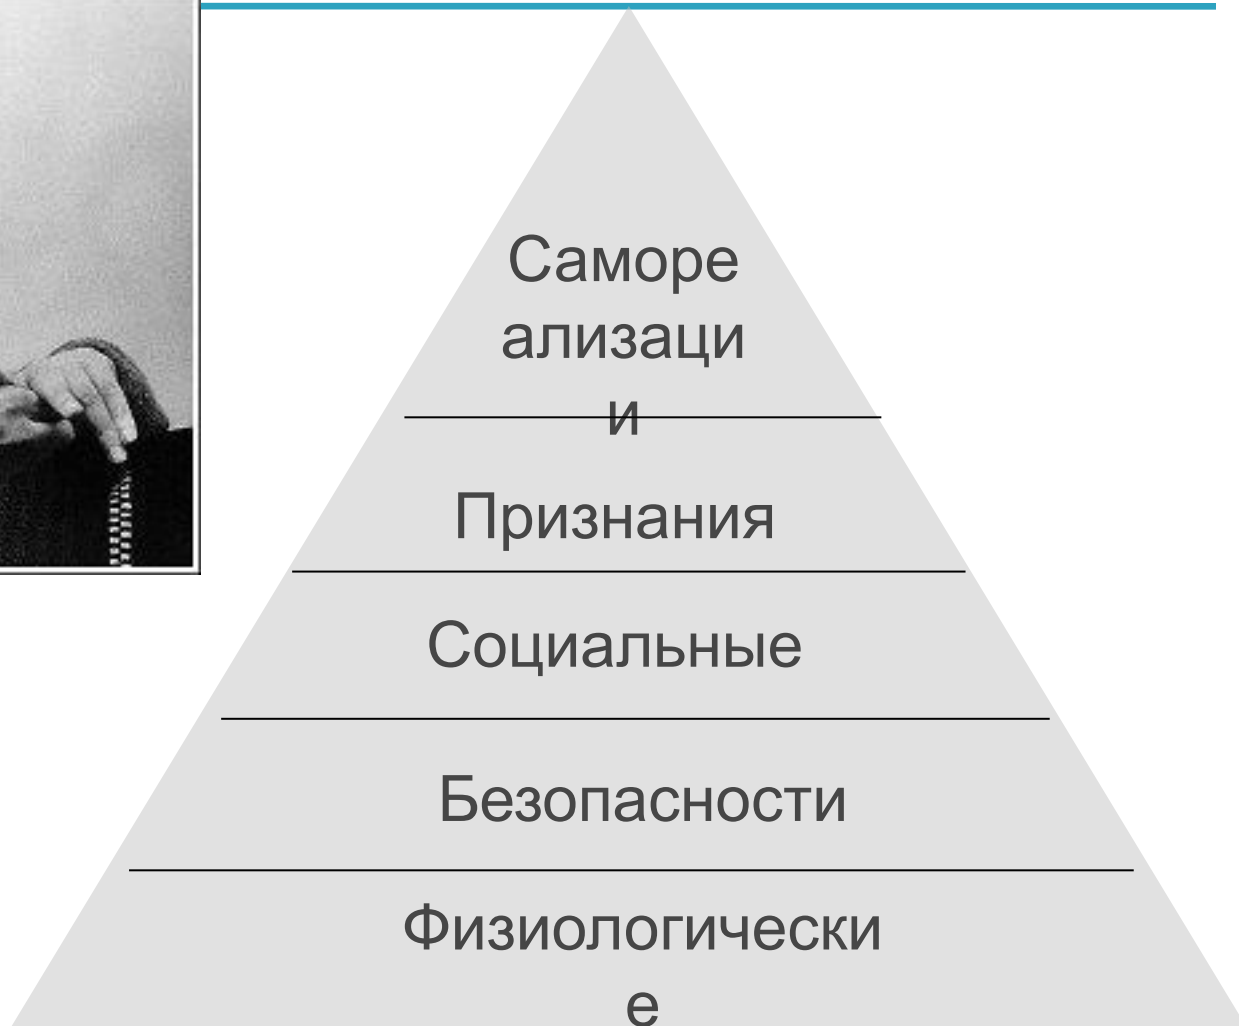 Саморе
ализаци
и
Признания
Социальные
Безопасности
Физиологически
е